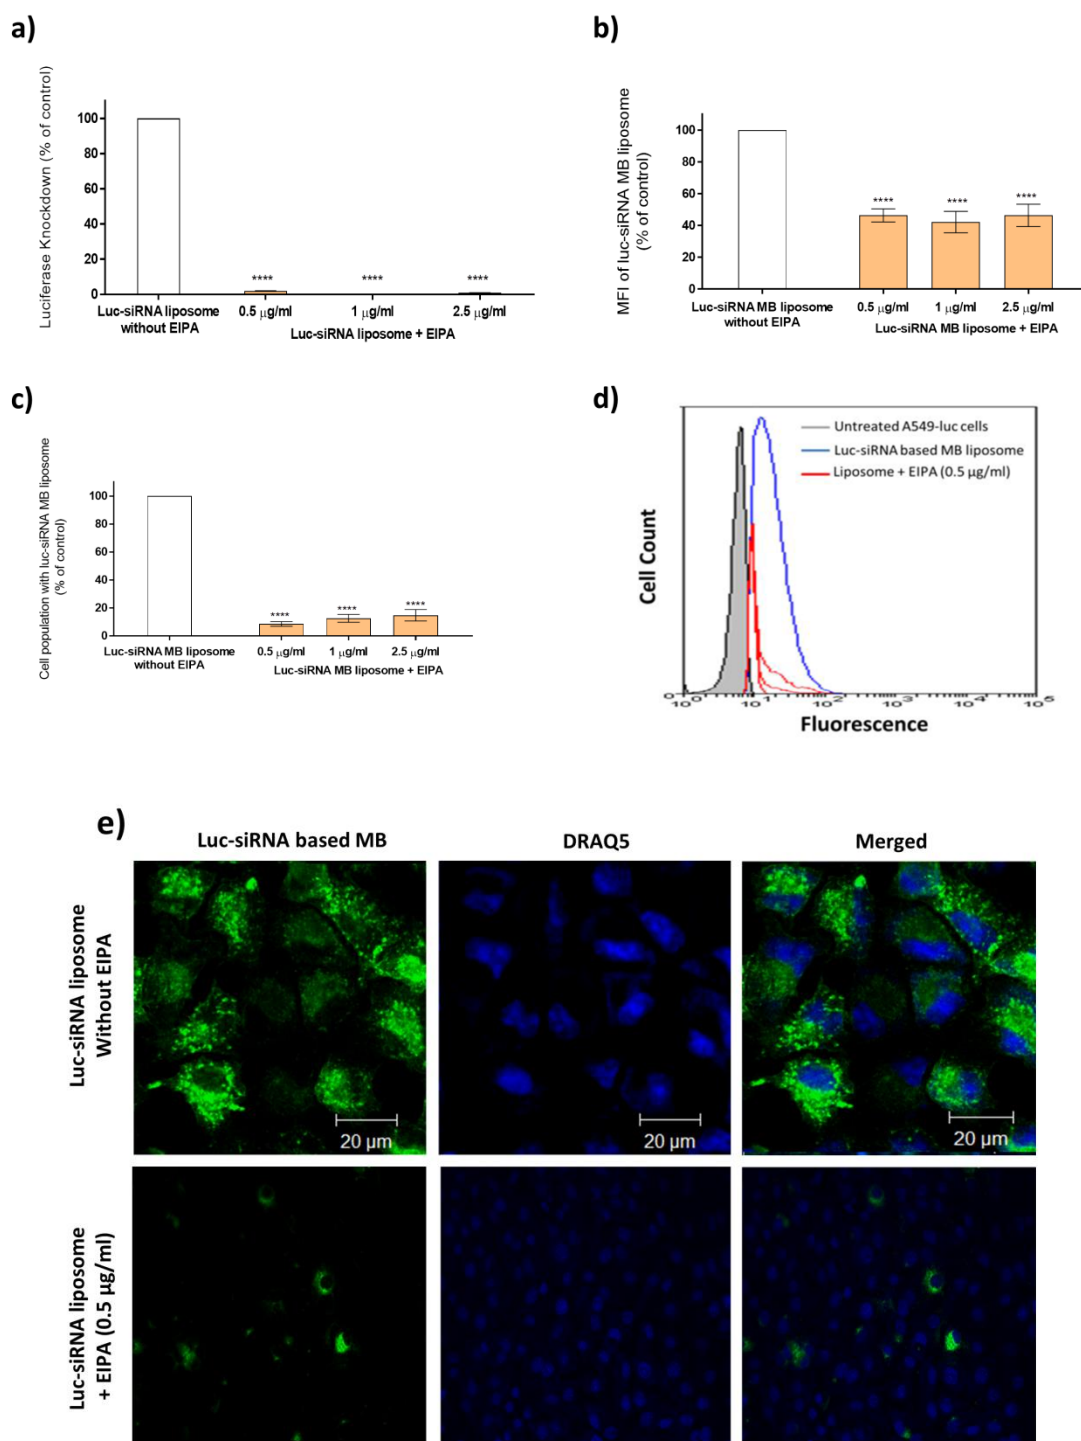 a)
Luciferase Knockdown (% of control)
100
80
60
40
20
0
****
****
****
Luc-siRNA liposome
without EIPA
0.5 µg/ml
1 µg/ml
2.5 µg/ml
Luc-siRNA liposome + EIPA
b)
MFI of luc-siRNA MB liposome
(% of control)
100
80
60
40
20
0
****
****
****
Luc-siRNA MB liposome
without EIPA
0.5 µg/ml
1 µg/ml
2.5 µg/ml
Luc-siRNA MB liposome + EIPA
c)
Cell population with luc-siRNA MB liposome
(% of control)
100
80
60
40
20
0
****
****
****
Luc-siRNA MB liposome
without EIPA
0.5 µg/ml
1 µg/ml
2.5 µg/ml
Luc-siRNA MB liposome + EIPA
d)
Cell Count
Untreated A549-luc cells
Luc-siRNA based MB liposome
Liposome + EIPA (0.5 µg/ml)
10⁰
10¹
10²
10³
10⁴
10⁵
Fluorescence
e)
Luc-siRNA based MB
DRAQ5
Merged
Luc-siRNA liposome
Without EIPA
20 µm
20 µm
20 µm
Luc-siRNA liposome
+ EIPA (0.5 µg/ml)